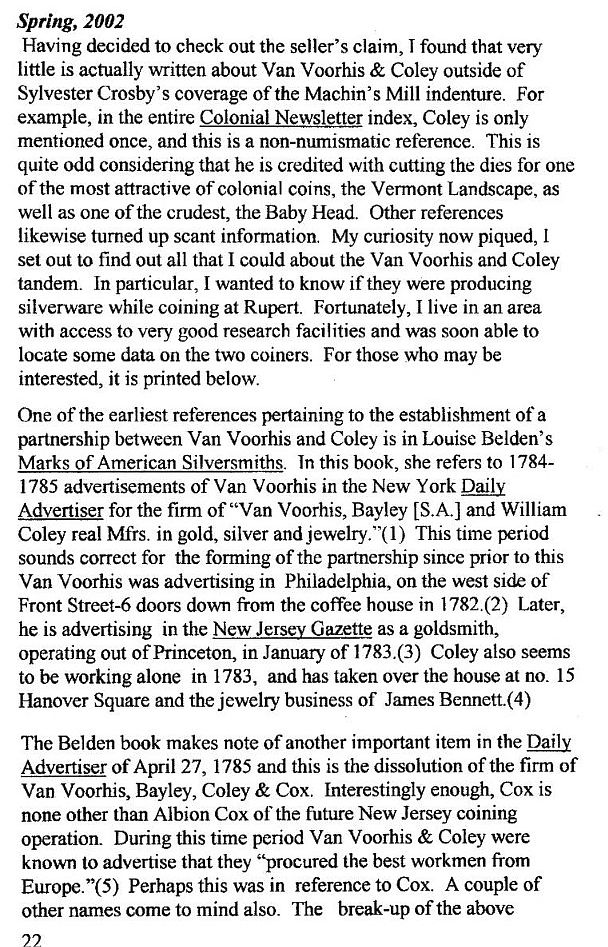 Spring, 2002
Having decided to check out the seller's claim, I found that very
little is actually written about Van Voorhis & Coley outside of
Sylvester Crosby's coverage of the Machin's Mill indenture. For
example, in the entire Colonial Newsletter index, Coley is only
mentioned once, and this is a non-numismatic reference. This is
quite odd considering that he is credited with cutting the dies for one
of the most attractive of colonial coins, the Vermont Landscape, as
well as one of the crudest, the Baby Head. Other references
likewise turned up scant information. My curiosity now piqued, I
set out to find out all that I could about the Van Voorhis and Coley
tandem. In particular, I wanted to know if they were producing
silverware while coining at Rupert. Fortunately, I live in an area
with access to very good research facilities and was soon able to
locate some data on the two coiners. For those who may be
interested, it is printed below.
One of the earliest references pertaining to the establishment of a
partnership between Van Voorhis and Coley is in Louise Belden's
Marks of American Silversmiths. In this book, she refers to 1784-
1785 advertisements of Van Voorhis in the New York Daily
Advertiser for the firm of "Van Voorhis, Bayley [S.A.] and William
Coley real Mfrs. in gold, silver and jewelry."(1) This time period
sounds correct for the forming of the partnership since prior to this
Van Voorhis was advertising in Philadelphia, on the west side of
Front Street-6 doors down from the coffee house in 1782.(2) Later,
he is advertising in the New Jersey Gazette as a goldsmith,
operating out of Princeton, in January of 1783.(3) Coley also seems
to be working alone in 1783, and has taken over the house at no. 15
Hanover Square and the jewelry business of James Bennett.(4)
The Belden book makes note of another important item in the Daily
Advertiser of April 27, 1785 and this is the dissolution of the firm of
Van Voorhis, Bayley, Coley & Cox. Interestingly enough, Cox is
none other than Albion Cox of the future New Jersey coining
operation. During this time period Van Voorhis & Coley were
known to advertise that they "procured the best workmen from
Europe."(5) Perhaps this was in reference to Cox. A couple of
other names come to mind also. The break-up of the above
22